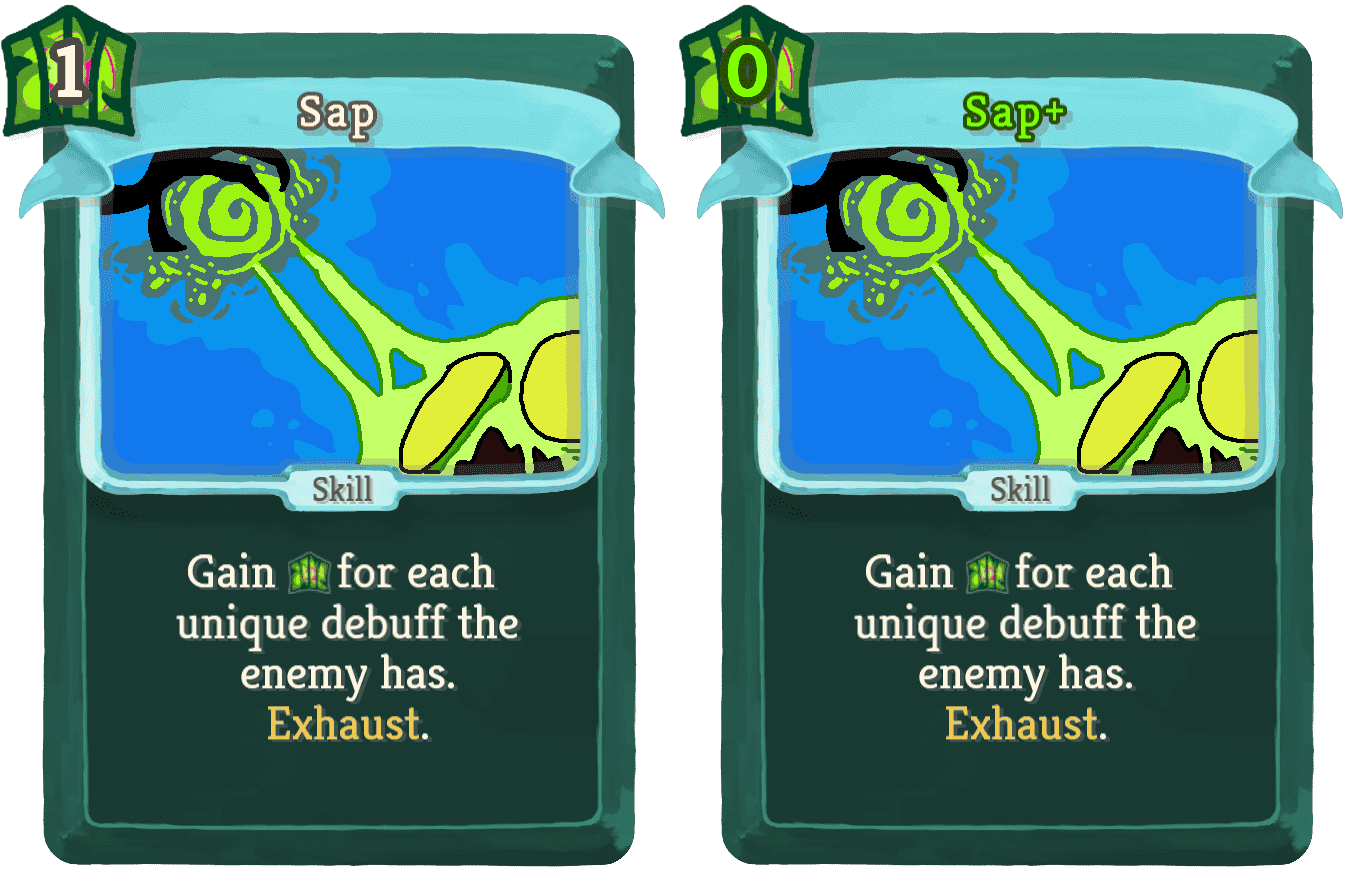 1
Sap
Skill
Gain for each
unique debuff the
enemy has.
Exhaust.
0
Sap+
Skill
Gain for each
unique debuff the
enemy has.
Exhaust.